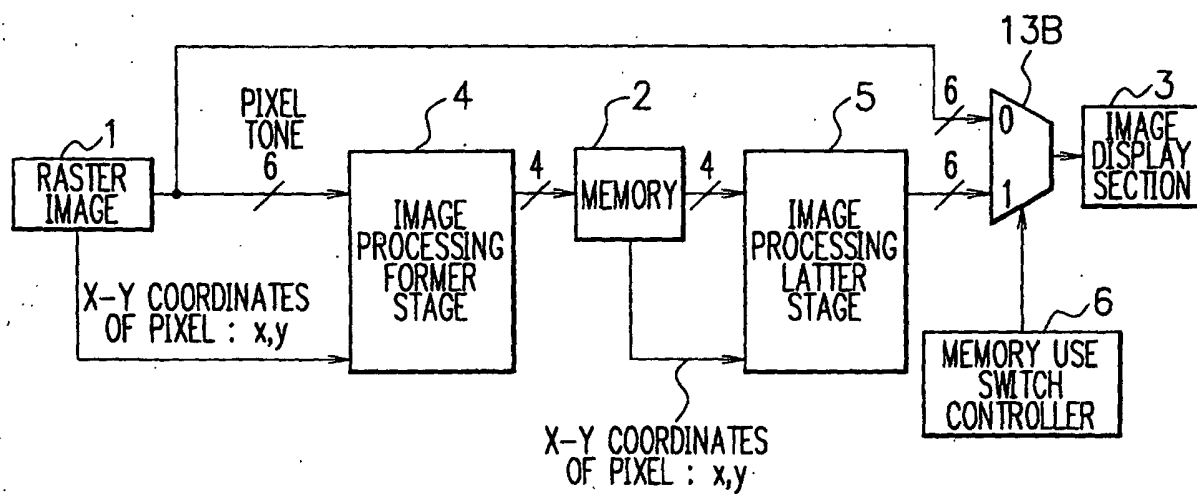 13B
6
0
3
IMAGE
DISPLAY
SECTION
PIXEL
TONE
6
4
2
5
6
1
1
RASTER
IMAGE
IMAGE
PROCESSING
FORMER
STAGE
4
MEMORY
4
IMAGE
PROCESSING
LATTER
STAGE
X-Y COORDINATES
OF PIXEL : x,y
6
MEMORY USE
SWITCH
CONTROLLER
X-Y COORDINATES
OF PIXEL : x,y